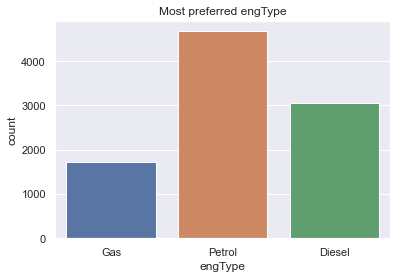 Most preferred engType
count
4000
3000
2000
1000
0
Gas Petrol Diesel
engType